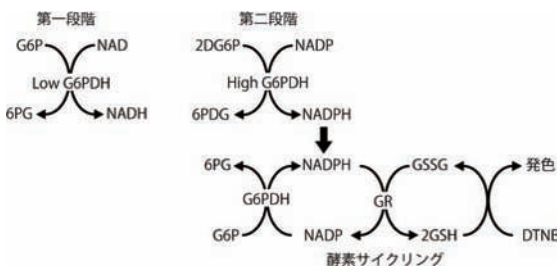 第一段階
G6P NAD
Low G6PDH
6PG NADH
第二段階
2DG6P NADP
High G6PDH
6PDG NADPH
6PG NADPH GSSG 発色
G6PDH GR
G6P NADP 2GSH DTNB
酵素サイクリング